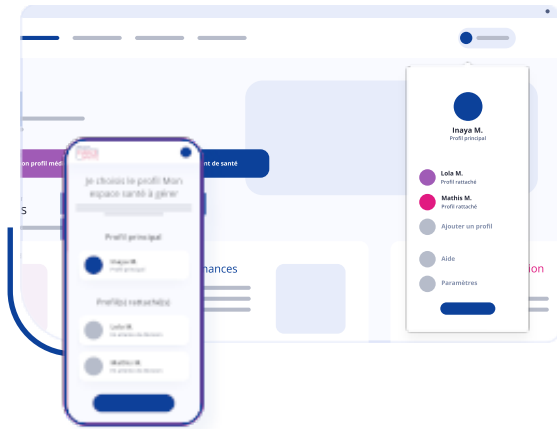 Inaya M.
Profil principal
Lola M.
Profil rattaché
Mathis M.
Profil rattaché
Ajouter un profil
Aide
Paramètres
on profil méd
nt de santé
s
nances
ion
Je choisis le profil Mon
espace santé à gérer
Profil principal
Inaya M.
Profil principal
Profil(s) rattaché(s)
Lola M.
Mathis M.